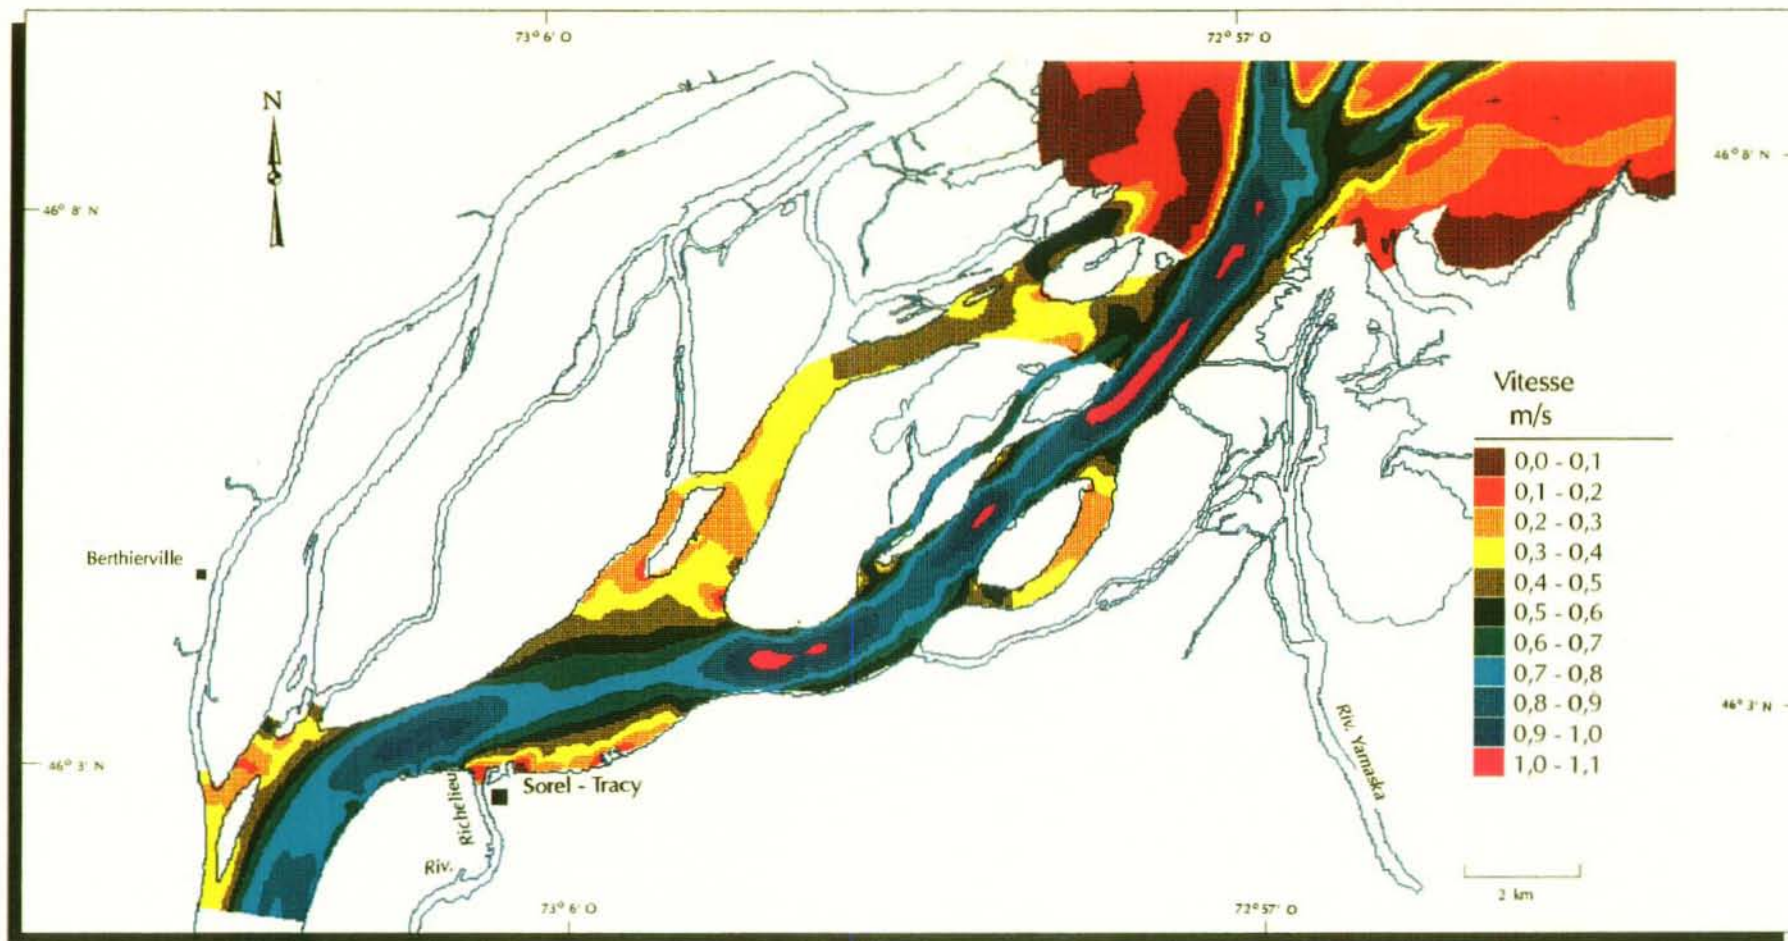 73° 6' O
72° 57' O
N
46° 8' N
46° 8' N
Berthierville
Vitesse
m/s
0,0 - 0,1
0,1 - 0,2
0,2 - 0,3
0,3 - 0,4
0,4 - 0,5
0,5 - 0,6
0,6 - 0,7
0,7 - 0,8
0,8 - 0,9
0,9 - 1,0
1,0 - 1,1
46° 3' N
46° 3' N
Sorel - Tracy
Riv. Richelieu
Riv. Yamaska
2 km
73° 6' O
72° 57' O